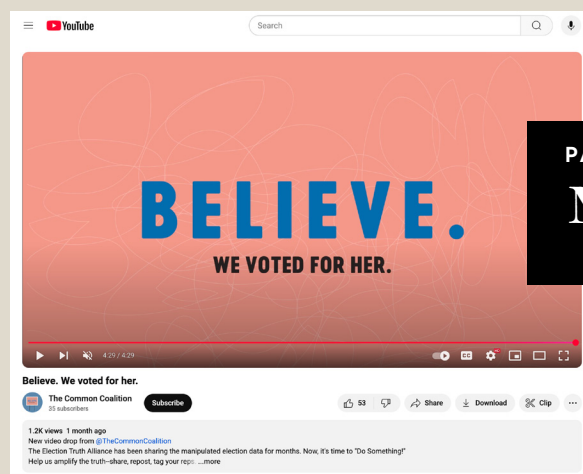 YouTube
Search
BELIEVE.
WE VOTED FOR HER.
4:29 / 4:29
CC
Believe. We voted for her.
The Common Coalition
35 subscribers
Subscribe
53
Share
Download
Clip
1.2K views 1 month ago
New video drop from @TheCommonCoalition
The Election Truth Alliance has been sharing the manipulated election data for months. Now, it's time to "Do Something!"
Help us amplify the truth--share, repost, tag your reps ...more
PA